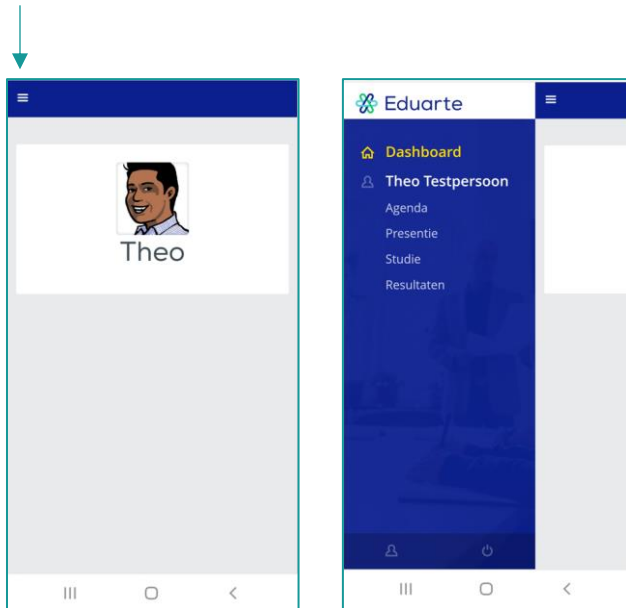 Theo
Eduarte
Dashboard
Theo Testpersoon
Agenda
Presentie
Studie
Resultaten